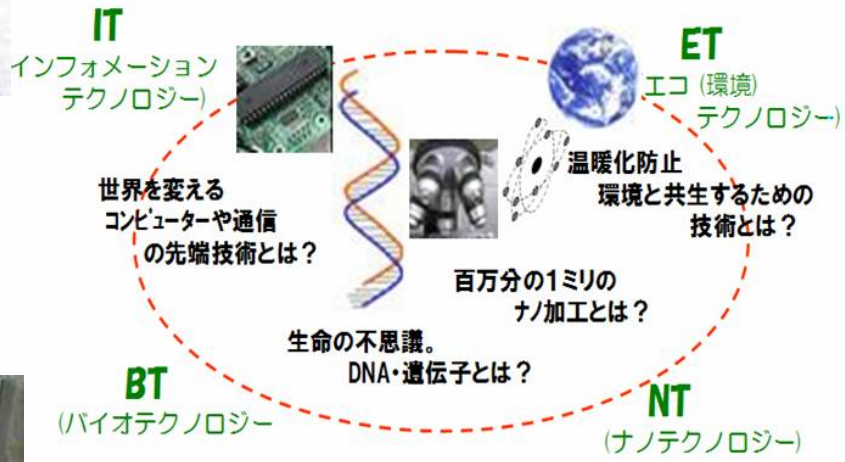 IT
インフォメーション
テクノロジー)
ET
エコ (環境)
テクノロジー)
世界を変える
コンピューターや通信
の先端技術とは？
温暖化防止
環境と共生するための
技術とは？
百万分の1ミリの
ナノ加工とは？
生命の不思議。
DNA・遺伝子とは？
BT
(バイオテクノロジー
NT
(ナノテクノロジー)